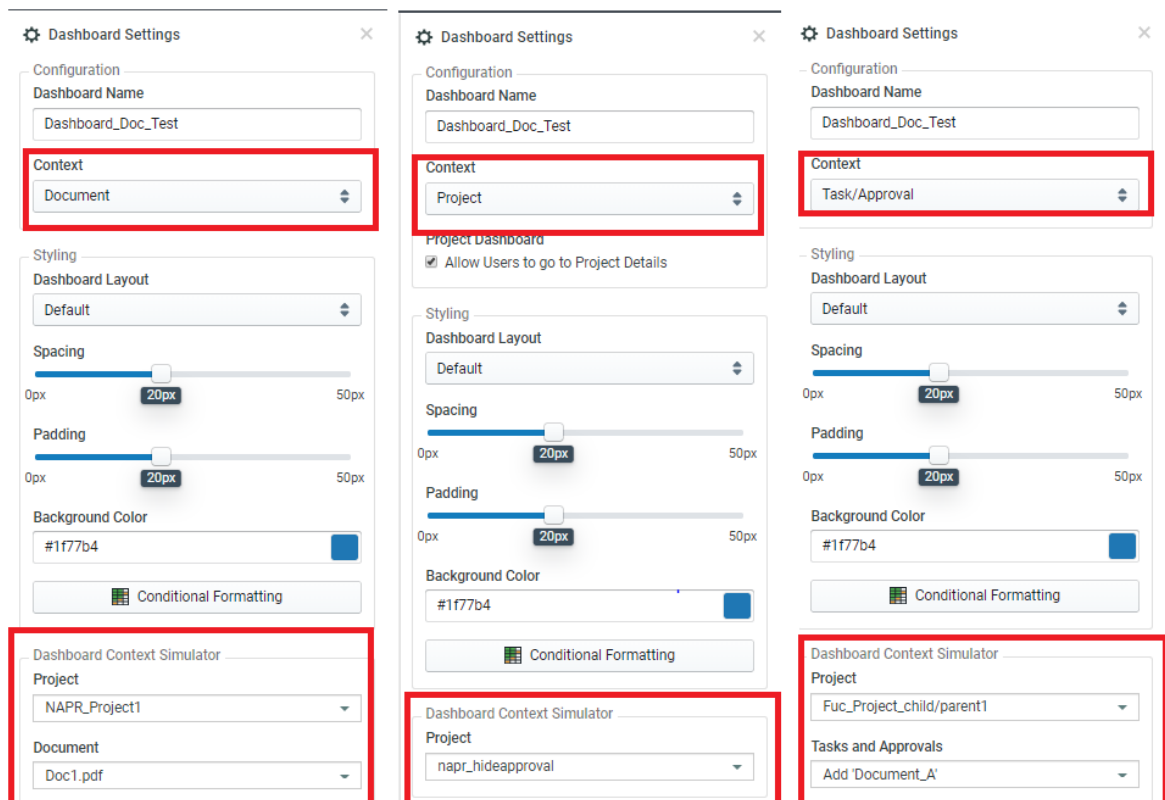 Dashboard Settings
Configuration
Dashboard Name
Dashboard_Doc_Test
Context
Document
Styling
Dashboard Layout
Default
Spacing
0px 20px 50px
Padding
0px 20px 50px
Background Color
#1f77b4
Conditional Formatting
Dashboard Context Simulator
Project
NAPR_Project1
Document
Doc1.pdf
Dashboard Settings
Configuration
Dashboard Name
Dashboard_Doc_Test
Context
Project
Project Dashboard
Allow Users to go to Project Details
Styling
Dashboard Layout
Default
Spacing
0px 20px 50px
Padding
0px 20px 50px
Background Color
#1f77b4
Conditional Formatting
Dashboard Context Simulator
Project
napr_hideapproval
Dashboard Settings
Configuration
Dashboard Name
Dashboard_Doc_Test
Context
Task/Approval
Styling
Dashboard Layout
Default
Spacing
0px 20px 50px
Padding
0px 20px 50px
Background Color
#1f77b4
Conditional Formatting
Dashboard Context Simulator
Project
Fuc_Project_child/parent1
Tasks and Approvals
Add 'Document_A'